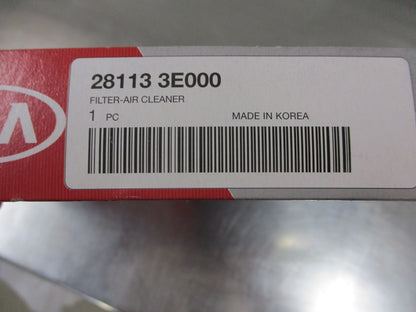 28113 3E000
FILTER-AIR CLEANER
1 PC MADE IN KOREA